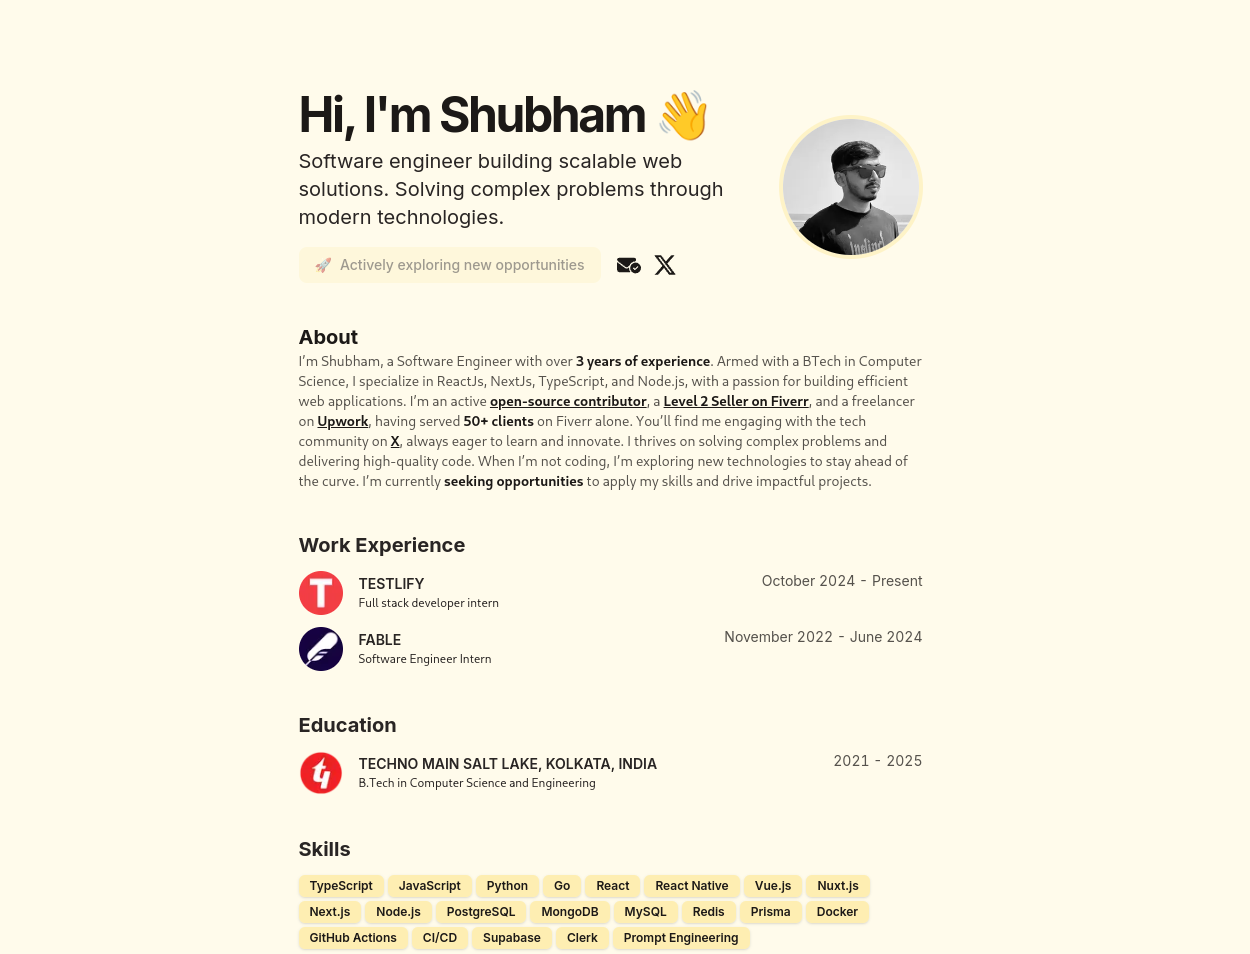 Hi, I'm Shubham 👋
Software engineer building scalable web
solutions. Solving complex problems through
modern technologies.
🚀 Actively exploring new opportunities
About
I'm Shubham, a Software Engineer with over 3 years of experience. Armed with a BTech in Computer
Science, I specialize in ReactJs, NextJs, TypeScript, and Node.js, with a passion for building efficient
web applications. I'm an active open-source contributor, a Level 2 Seller on Fiverr, and a freelancer
on Upwork, having served 50+ clients on Fiverr alone. You'll find me engaging with the tech
community on X, always eager to learn and innovate. I thrives on solving complex problems and
delivering high-quality code. When I'm not coding, I'm exploring new technologies to stay ahead of
the curve. I'm currently seeking opportunities to apply my skills and drive impactful projects.
Work Experience
TESTLIFY October 2024 - Present
Full stack developer intern
FABLE November 2022 - June 2024
Software Engineer Intern
Education
TECHNO MAIN SALT LAKE, KOLKATA, INDIA 2021 - 2025
B.Tech in Computer Science and Engineering
Skills
TypeScript JavaScript Python Go React React Native Vue.js Nuxt.js
Next.js Node.js PostgreSQL MongoDB MySQL Redis Prisma Docker
GitHub Actions CI/CD Supabase Clerk Prompt Engineering